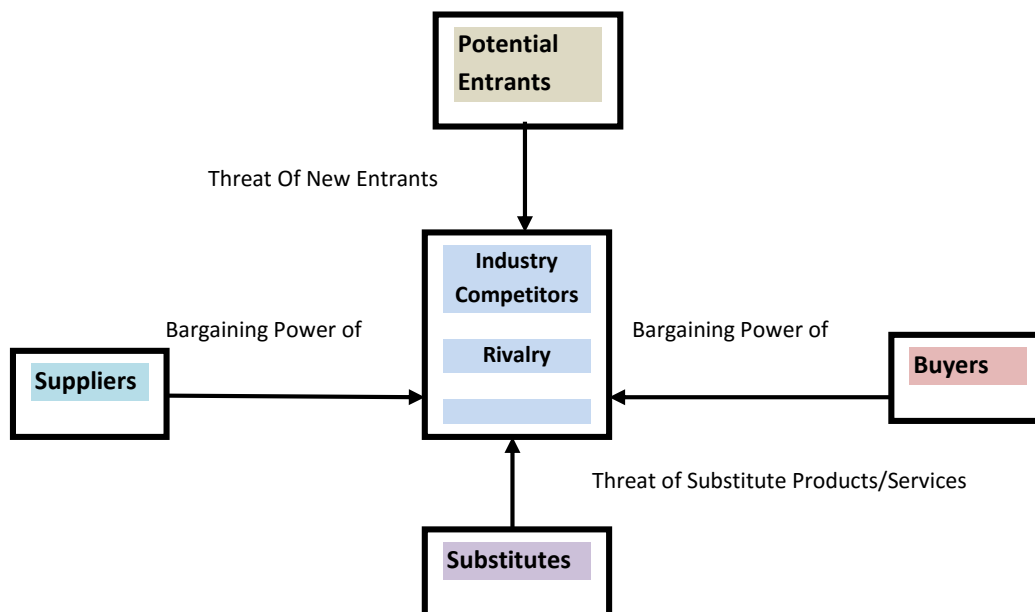 Potential
Entrants
Threat Of New Entrants
Industry
Competitors
Bargaining Power of
Bargaining Power of
Rivalry
Suppliers
Buyers
Threat of Substitute Products/Services
Substitutes